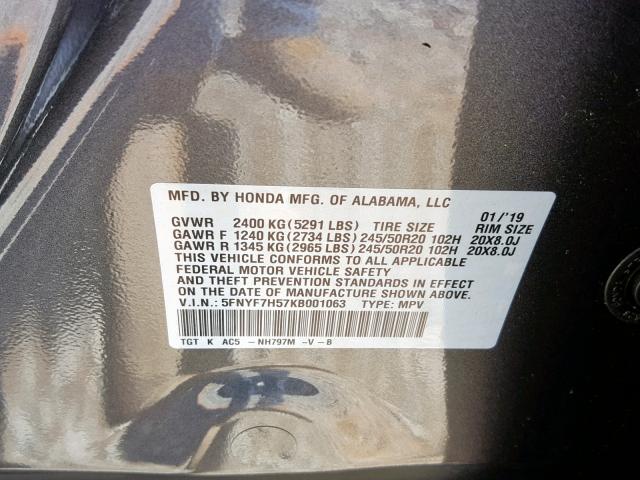 MFD. BY HONDA MFG. OF ALABAMA, LLC 01/'19
GVWR 2400 KG(5291 LBS) TIRE SIZE RIM SIZE
GAWR F 1240 KG(2734 LBS) 245/50R20 102H 20X8.0J
GAWR R 1345 KG(2965 LBS) 245/50R20 102H 20X8.0J
THIS VEHICLE CONFORMS TO ALL APPLICABLE
FEDERAL MOTOR VEHICLE SAFETY
AND THEFT PREVENTION STANDARDS IN EFFECT
ON THE DATE OF MANUFACTURE SHOWN ABOVE.
V.I.N.: 5FNYF7H57KB001063 TYPE: MPV
TGT K AC5 -NH797M -V-B